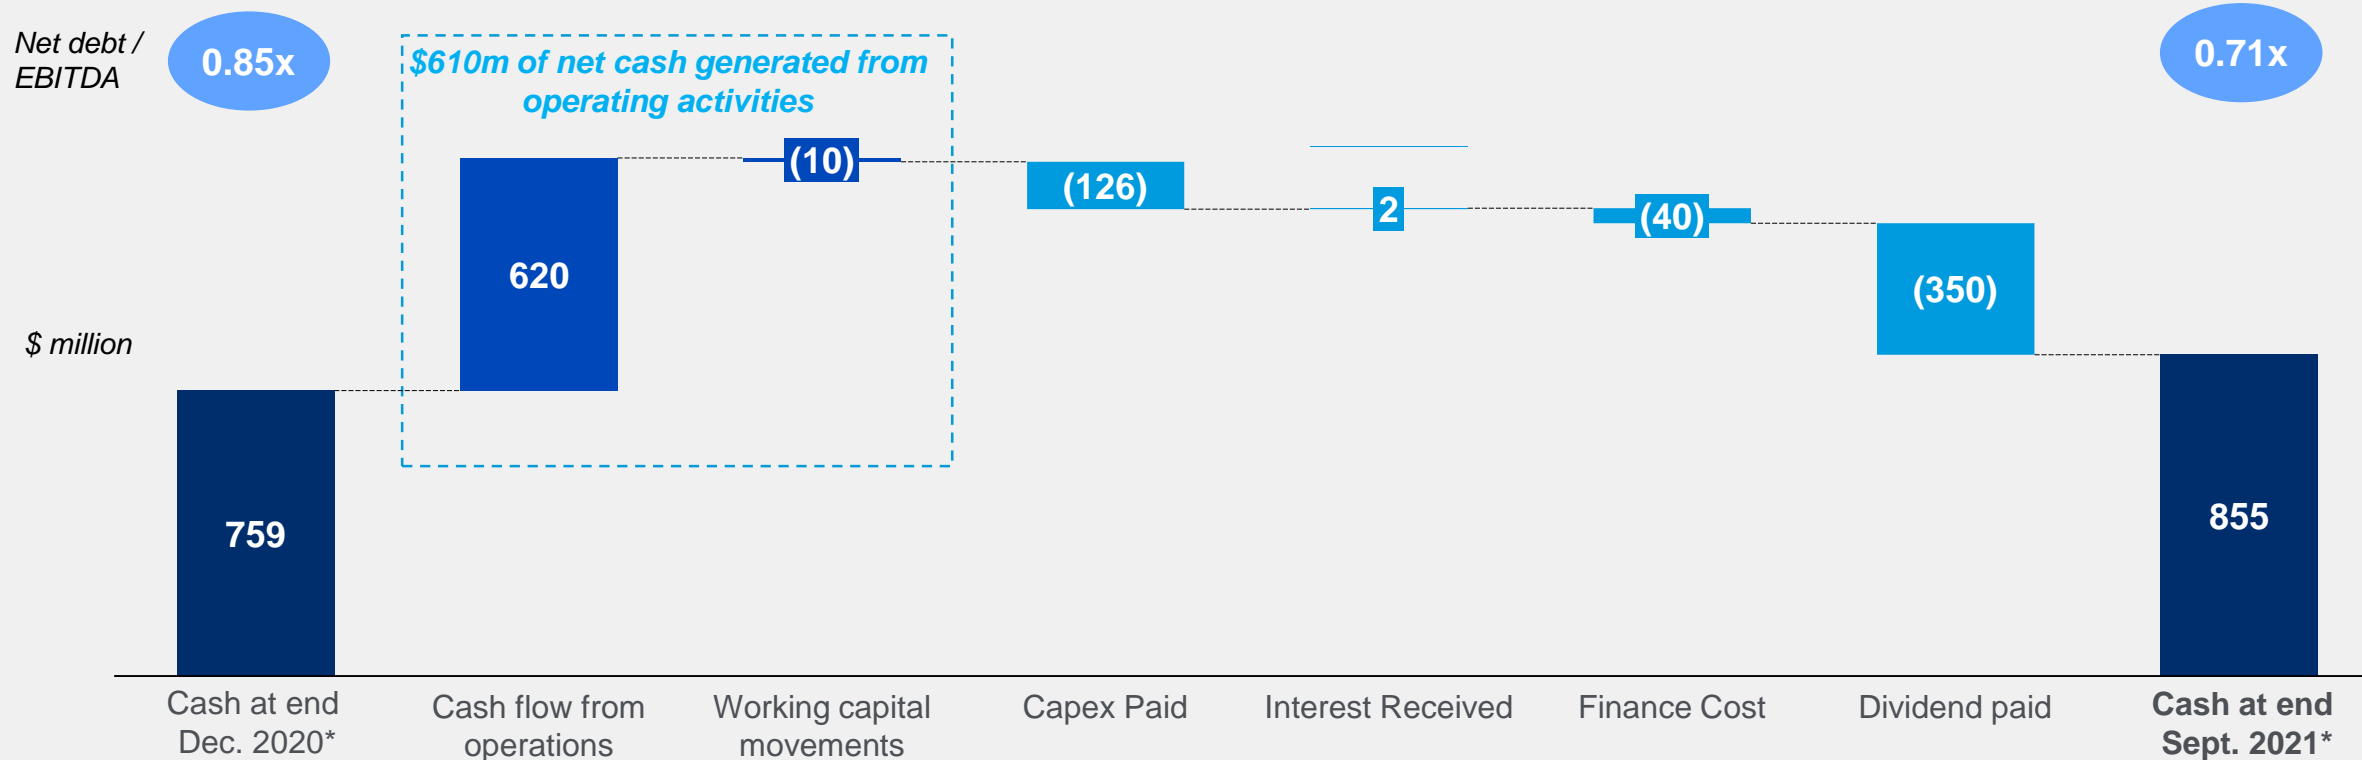 Net debt /
EBITDA
0.85x
$610m of net cash generated from
operating activities
0.71x
(10)
(126)
2
(40)
620
(350)
$ million
759
855
Cash at end
Dec. 2020*
Cash flow from
operations
Working capital
movements
Capex Paid
Interest Received
Finance Cost
Dividend paid
Cash at end
Sept. 2021*